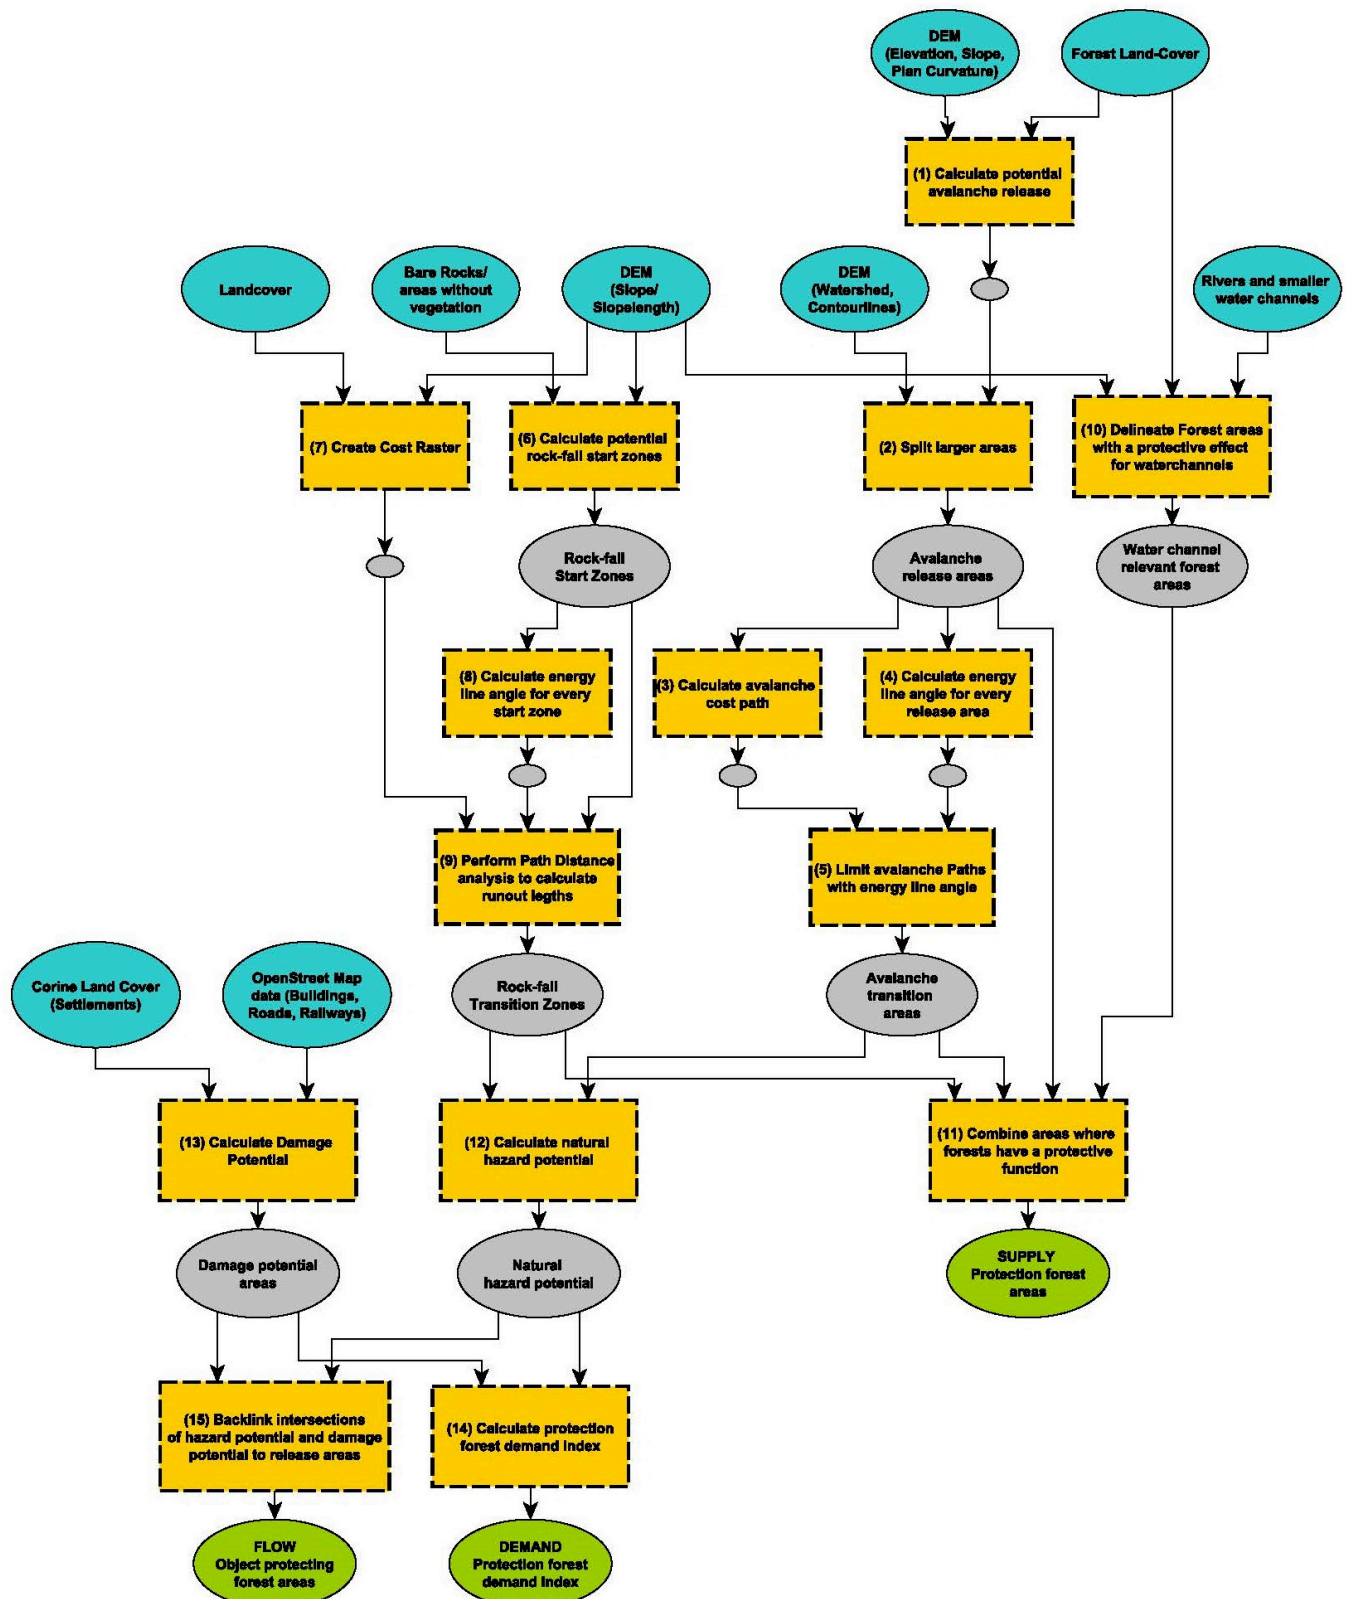 DEM
(Elevation, Slope,
Plan Curvature)
Forest Land-Cover
(1) Calculate potential
avalanche release
Landcover
Bare Rocks/
areas without
vegetation
DEM
(Slope/
Slopelength)
DEM
(Watershed,
Contourlines)
Rivers and smaller
water channels
(7) Create Cost Raster
(6) Calculate potential
rock-fall start zones
(2) Split larger areas
(10) Delineate Forest areas
with a protective effect
for waterchannels
Rock-fall
Start Zones
Avalanche
release areas
Water channel
relevant forest
areas
(8) Calculate energy
line angle for every
start zone
(3) Calculate avalanche
cost path
(4) Calculate energy
line angle for every
release area
(9) Perform Path Distance
analysis to calculate
runout legths
(5) Limit avalanche Paths
with energy line angle
Corine Land Cover
(Settlements)
OpenStreet Map
data (Buildings,
Roads, Railways)
Rock-fall
Transition Zones
Avalanche
transition
areas
(13) Calculate Damage
Potential
(12) Calculate natural
hazard potential
(11) Combine areas where
forests have a protective
function
Damage potential
areas
Natural
hazard potential
SUPPLY
Protection forest
areas
(15) Backlink intersections
of hazard potential and damage
potential to release areas
(14) Calculate protection
forest demand index
FLOW
Object protecting
forest areas
DEMAND
Protection forest
demand Index